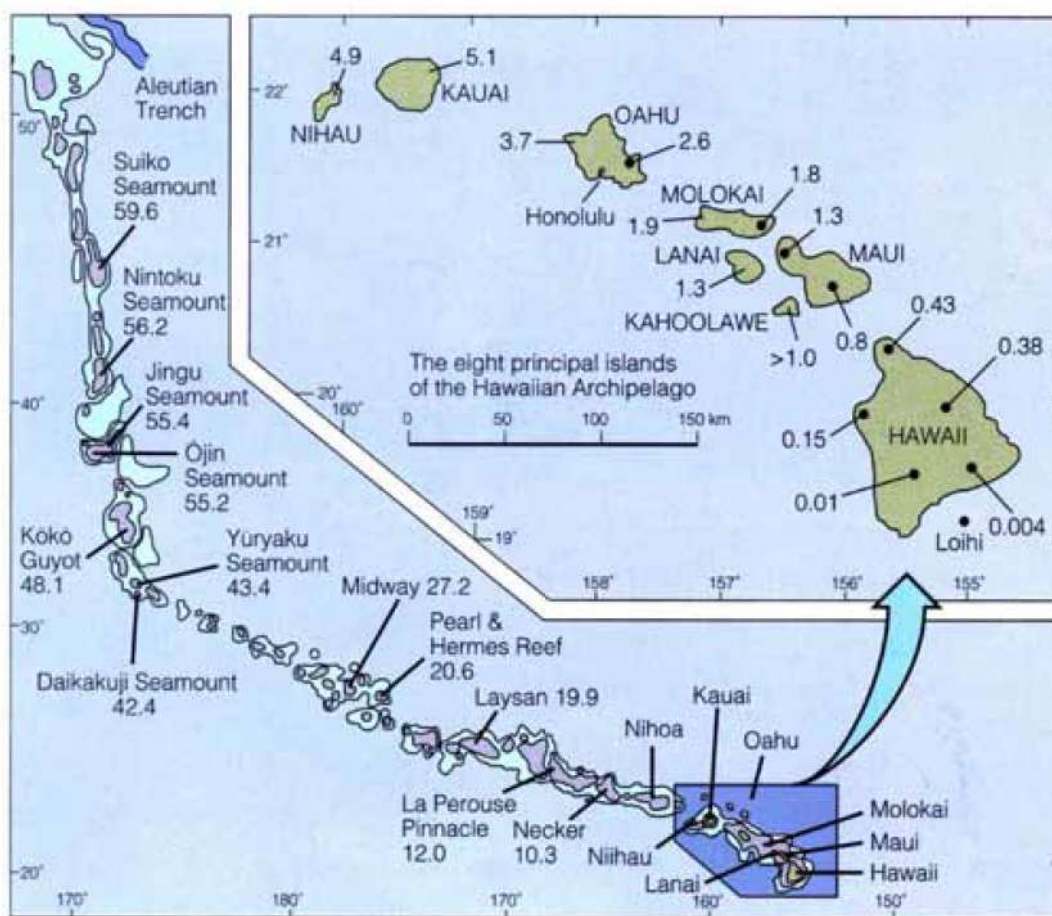 Aleutian
Trench
50°
Suiko
Seamount
59.6
Nintoku
Seamount
56.2
Jingu
Seamount
55.4
40°
Ōjin
Seamount
55.2
Kōkō
Guyot
48.1
Yūryaku
Seamount
43.4
30°
Daikakuji Seamount
42.4
Midway 27.2
Pearl &
Hermes Reef
20.6
Laysan 19.9
La Perouse
Pinnacle
12.0
Necker
10.3
Nihoa
Kauai
Oahu
Niihau
Molokai
Maui
Lanai
Hawaii
20°
170°
180°
170°
160°
150°
22°
4.9
NIHAU
5.1
KAUAI
OAHU
3.7
2.6
Honolulu
21°
MOLOKAI
1.8
1.9
1.3
LANAI
1.3
MAUI
KAHOOLAWE
>1.0
0.8
0.43
0.38
0.15
HAWAII
0.01
0.004
Loihi
The eight principal islands
of the Hawaiian Archipelago
0 50 100 150 km
20°
160°
159°
19°
158°
157°
156°
155°